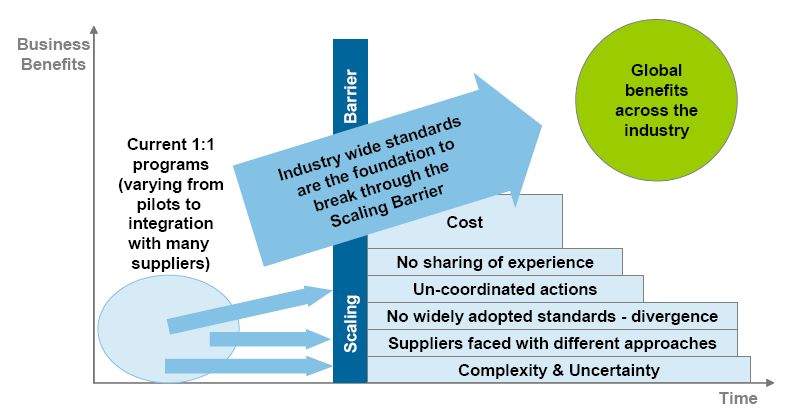 Business
Benefits
Current 1:1
programs
(varying from
pilots to
integration
with many
suppliers)
Scaling
Barrier
Industry wide standards
are the foundation to
break through the
Scaling Barrier
Global
benefits
across the
industry
Cost
No sharing of experience
Un-coordinated actions
No widely adopted standards - divergence
Suppliers faced with different approaches
Complexity & Uncertainty
Time